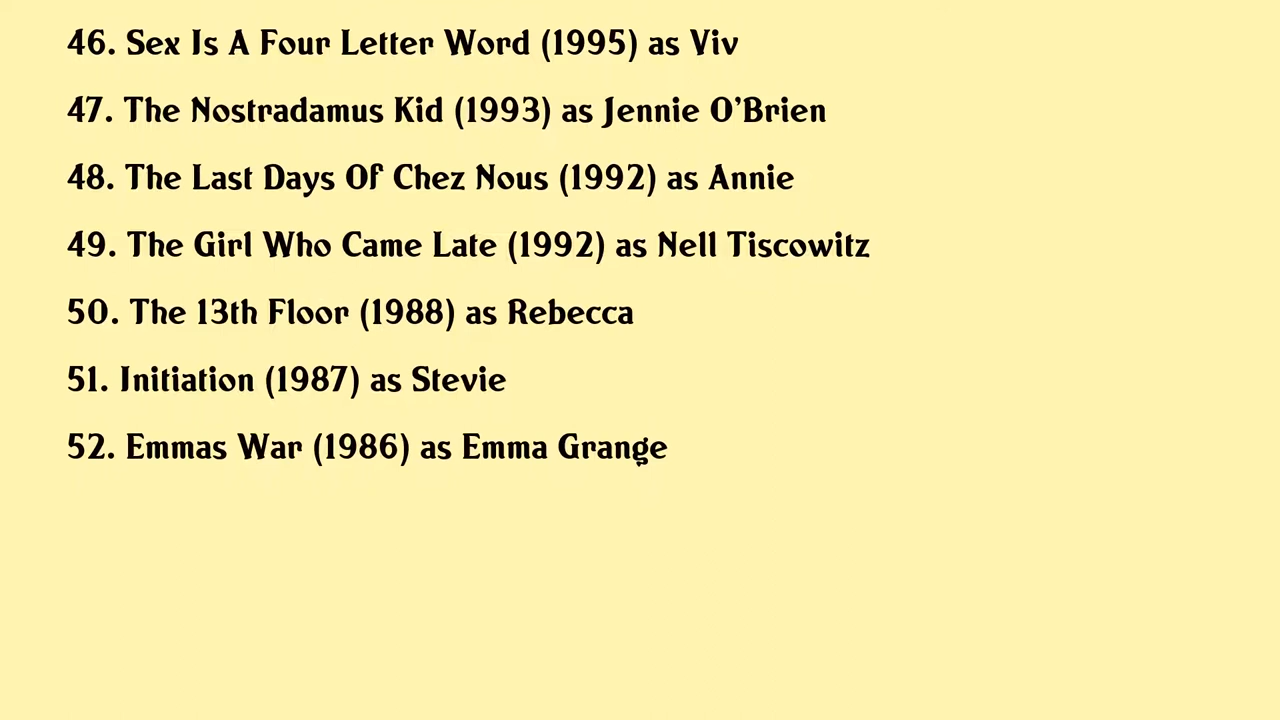 46. Sex Is A Four Letter Word (1995) as Viv
47. The Nostradamus Kid (1993) as Jennie O’Brien
48. The Last Days Of Chez Nous (1992) as Annie
49. The Girl Who Came Late (1992) as Nell Tiscowitz
50. The 13th Floor (1988) as Rebecca
51. Initiation (1987) as Stevie
52. Emmas War (1986) as Emma Grange